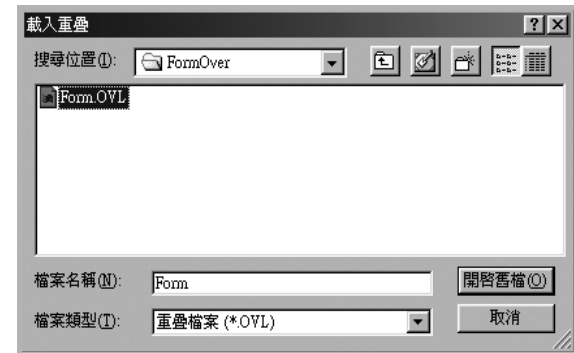 載入重疊
搜尋位置(I): FormOver
Form.OVL
檔案名稱(N): Form 開啓舊檔(O)
檔案類型(T): 重疊檔案 (*.OVL) 取消